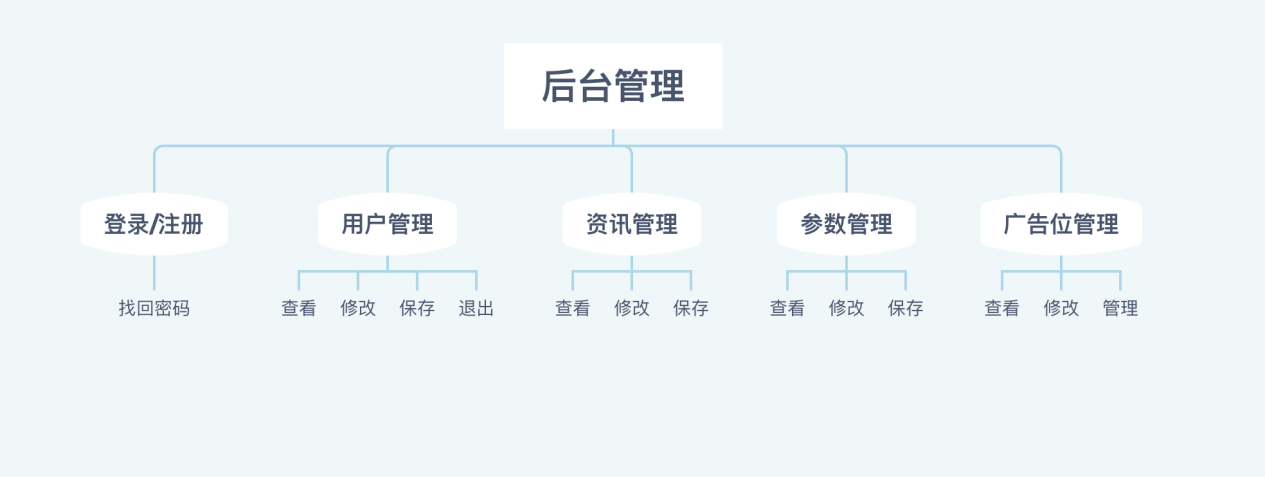 后台管理
登录/注册 用户管理 资讯管理 参数管理 广告位管理
找回密码 查看 修改 保存 退出 查看 修改 保存 查看 修改 保存 查看 修改 管理